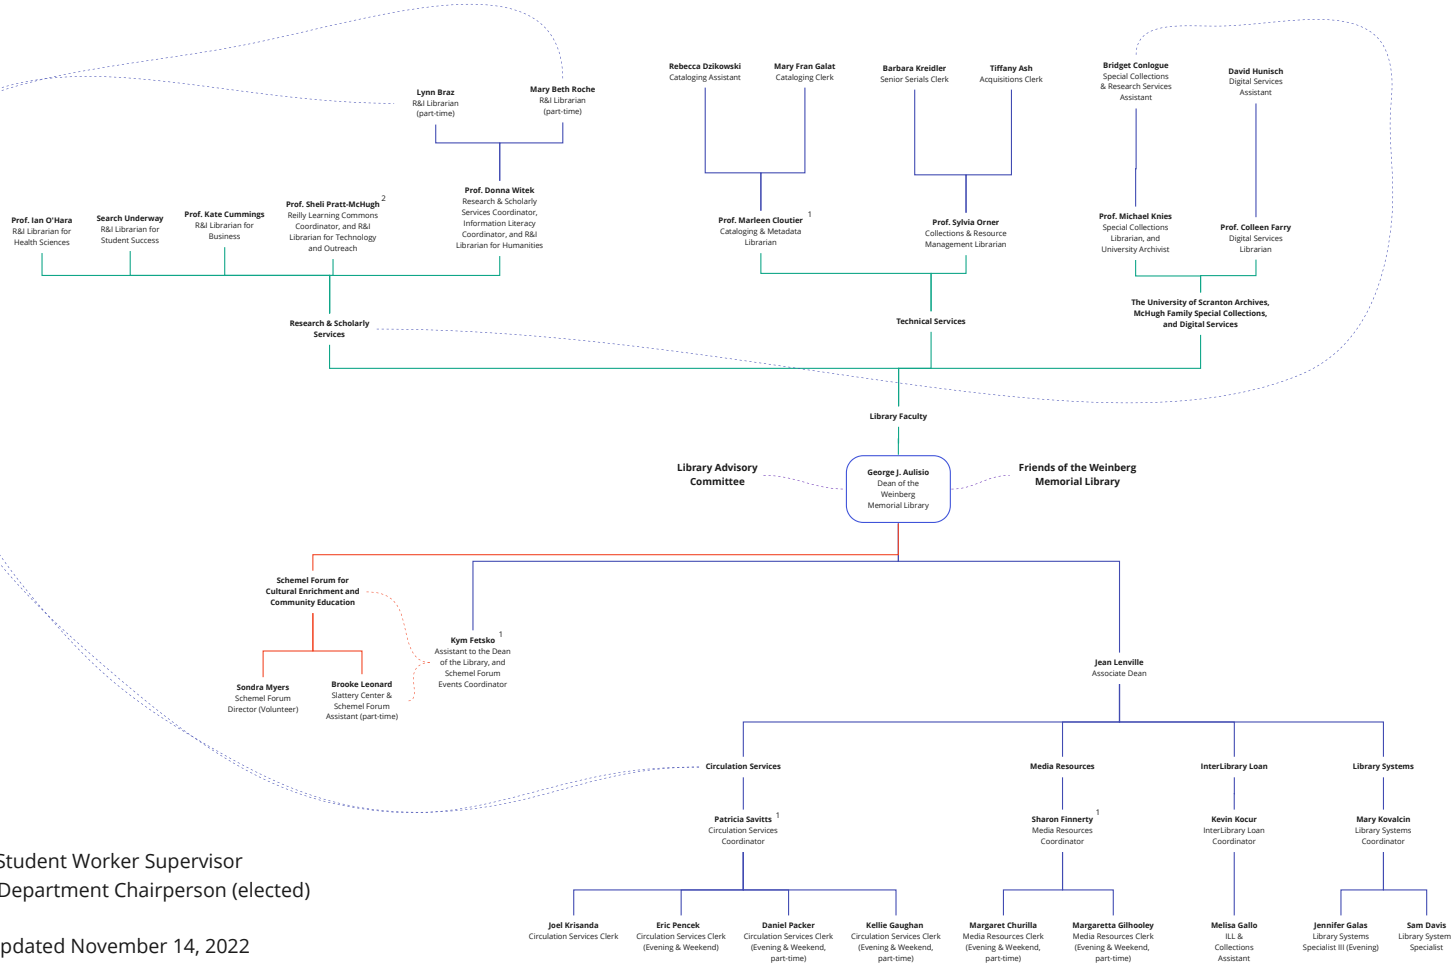 Rebecca Dzikowski
Cataloging Assistant
Mary Fran Galat
Cataloging Clerk
Barbara Kreidler
Senior Serials Clerk
Tiffany Ash
Acquisitions Clerk
Bridget Conlogue
Special Collections
& Research Services
Assistant
David Hunisch
Digital Services
Assistant
Lynn Braz
R&I Librarian
(part-time)
Mary Beth Roche
R&I Librarian
(part-time)
Prof. Ian O'Hara
R&I Librarian for
Health Sciences
Search Underway
R&I Librarian for
Student Success
Prof. Kate Cummings
R&I Librarian for
Business
Prof. Sheli Pratt-McHugh 2
Reilly Learning Commons
Coordinator, and R&I
Librarian for Technology
and Outreach
Prof. Donna Witek
Research & Scholarly
Services Coordinator,
Information Literacy
Coordinator, and R&I
Librarian for Humanities
Prof. Marleen Cloutier 1
Cataloging & Metadata
Librarian
Prof. Sylvia Orner
Collections & Resource
Management Librarian
Prof. Michael Knies
Special Collections
Librarian, and
University Archivist
Prof. Colleen Farry
Digital Services
Librarian
Research & Scholarly
Services
Technical Services
The University of Scranton Archives,
McHugh Family Special Collections,
and Digital Services
Library Faculty
Library Advisory
Committee
George J. Aulisio
Dean of the
Weinberg
Memorial Library
Friends of the Weinberg
Memorial Library
Schemel Forum for
Cultural Enrichment and
Community Education
Kym Fetsko 1
Assistant to the Dean
of the Library, and
Schemel Forum
Events Coordinator
Jean Lenville
Associate Dean
Sondra Myers
Schemel Forum
Director (Volunteer)
Brooke Leonard
Slattery Center &
Schemel Forum
Assistant (part-time)
Circulation Services
Media Resources
InterLibrary Loan
Library Systems
Patricia Savitts 1
Circulation Services
Coordinator
Sharon Finnerty 1
Media Resources
Coordinator
Kevin Kocur
InterLibrary Loan
Coordinator
Mary Kovalcin
Library Systems
Coordinator
Joel Krisanda
Circulation Services Clerk
Eric Pencek
Circulation Services Clerk
(Evening & Weekend)
Daniel Packer
Circulation Services Clerk
(Evening & Weekend,
part-time)
Kellie Gaughan
Circulation Services Clerk
(Evening & Weekend,
part-time)
Margaret Churilla
Media Resources Clerk
(Evening & Weekend,
part-time)
Margaretta Gilhooley
Media Resources Clerk
(Evening & Weekend,
part-time)
Melisa Gallo
ILL &
Collections
Assistant
Jennifer Galas
Library Systems
Specialist III (Evening)
Sam Davis
Library System
Specialist
Student Worker Supervisor
Department Chairperson (elected)
pdated November 14, 2022